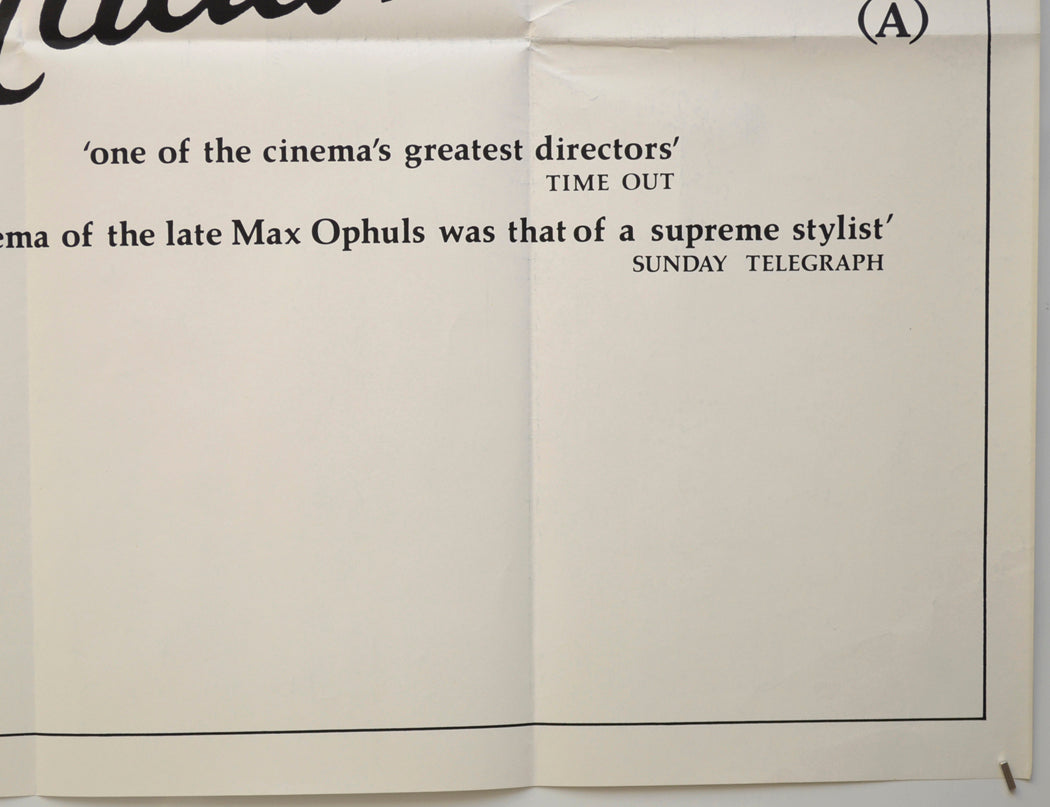 (A)
‘one of the cinema’s greatest directors’
TIME OUT
ema of the late Max Ophuls was that of a supreme stylist’
SUNDAY TELEGRAPH